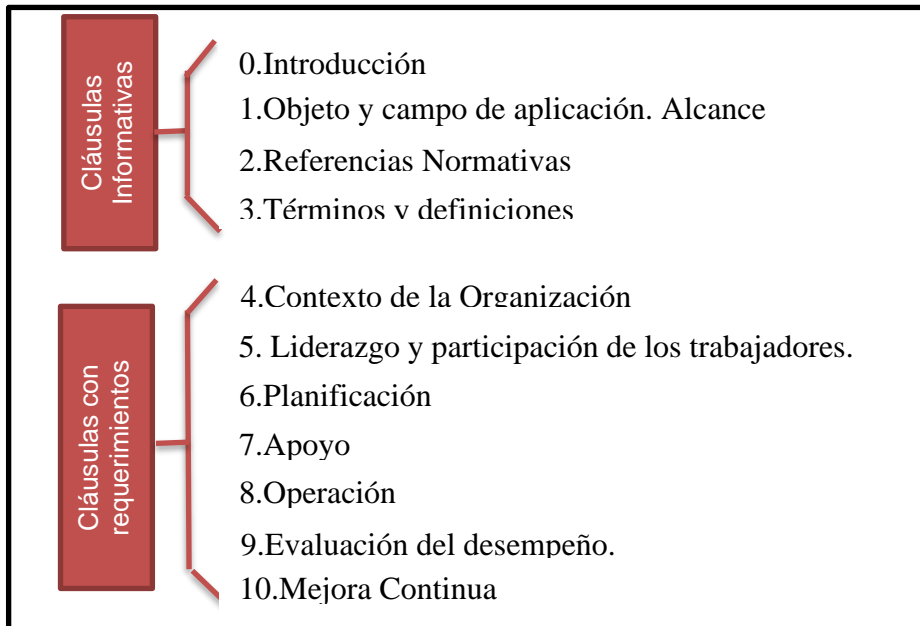 Cláusulas
Informativas
0.Introducción
1.Objeto y campo de aplicación. Alcance
2.Referencias Normativas
3.Términos y definiciones
Cláusulas con
requerimientos
4.Contexto de la Organización
5. Liderazgo y participación de los trabajadores.
6.Planificación
7.Apoyo
8.Operación
9.Evaluación del desempeño.
10.Mejora Continua